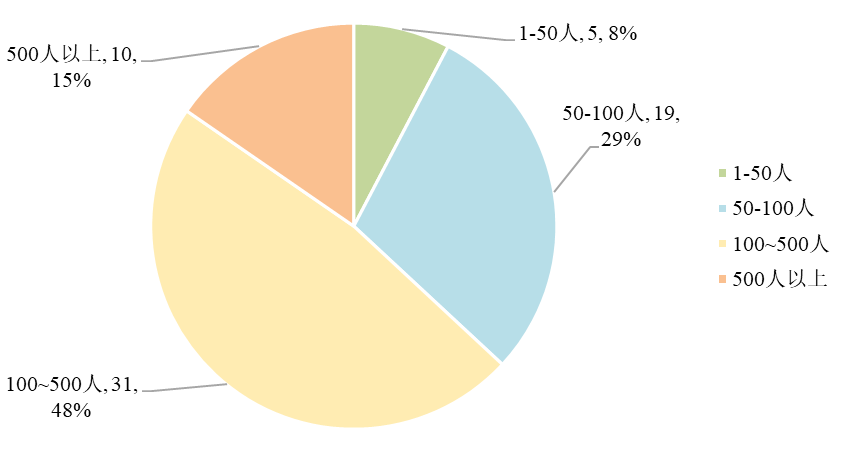 1-50人, 5, 8%
500人以上, 10,
15%
50-100人, 19,
29%
1-50人
50-100人
100~500人
500人以上
100~500人, 31,
48%